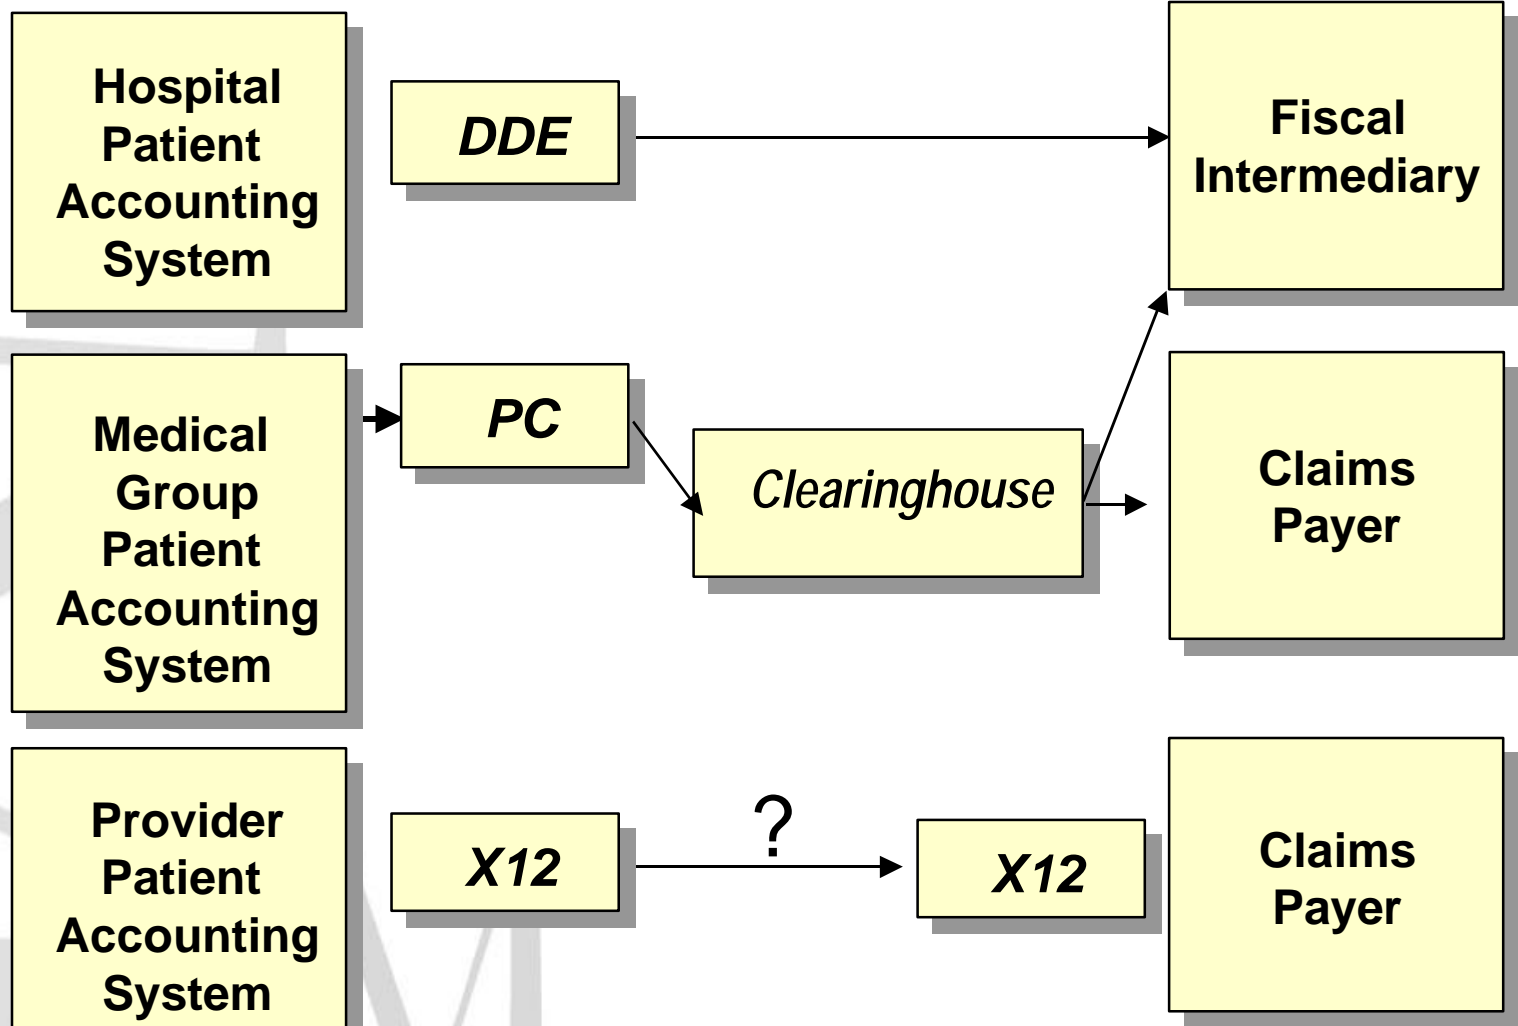 Hospital
Patient
Accounting
System
DDE
Fiscal
Intermediary
Medical
Group
Patient
Accounting
System
PC
Clearinghouse
Claims
Payer
Provider
Patient
Accounting
System
X12
?
X12
Claims
Payer